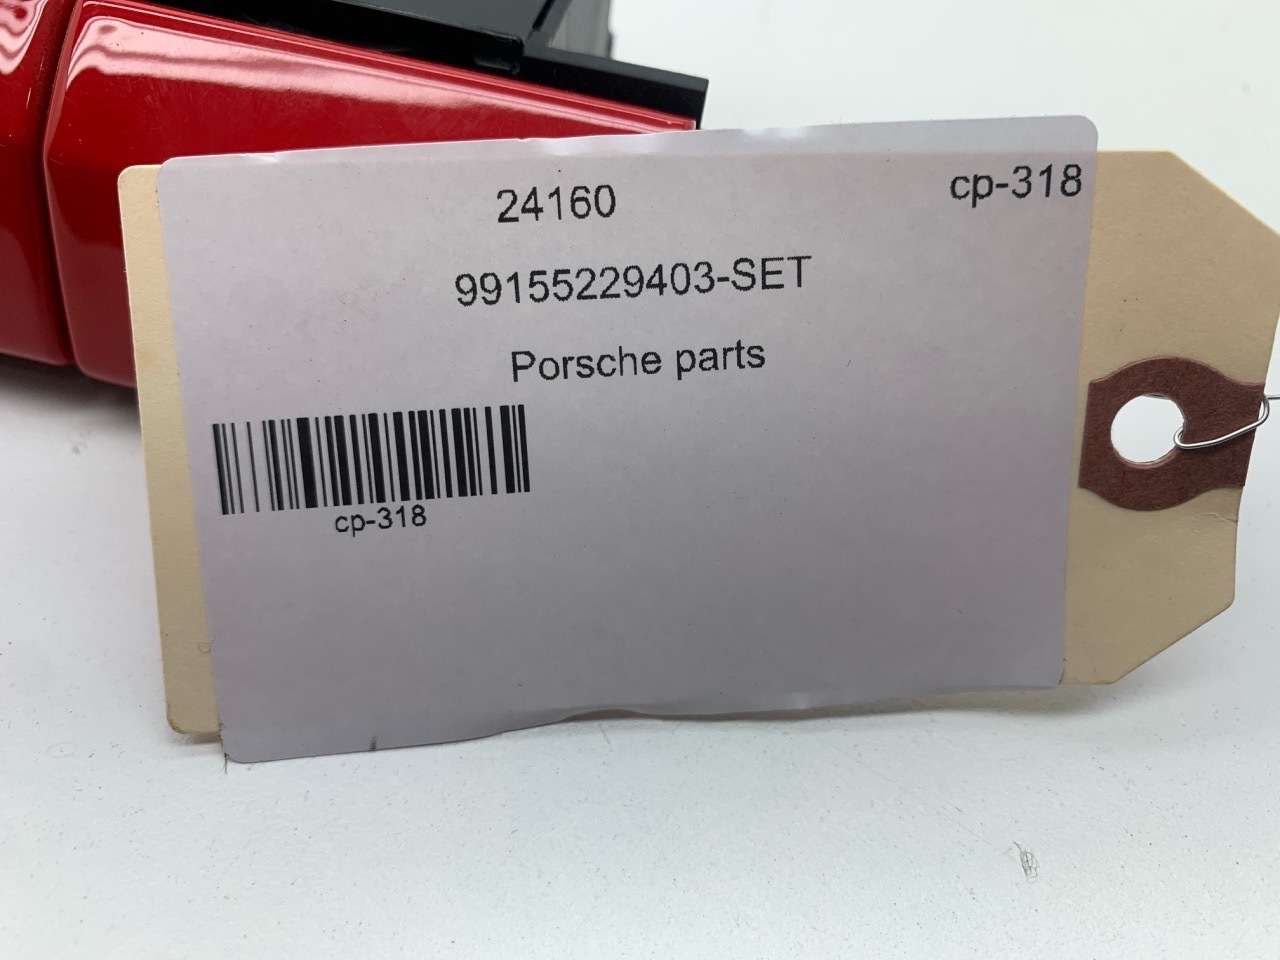 24160
cp-318
99155229403-SET
Porsche parts
cp-318